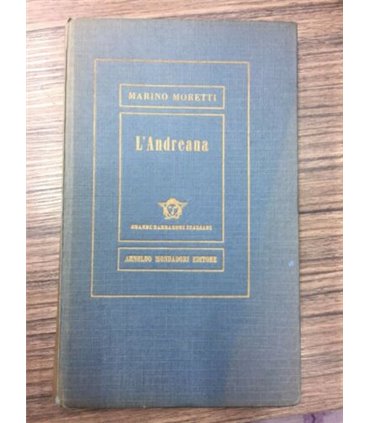 MARINO MORETTI
L'Andreana
GRANDI NARRATORI ITALIANI
ARNOLDO MONDADORI EDITORE